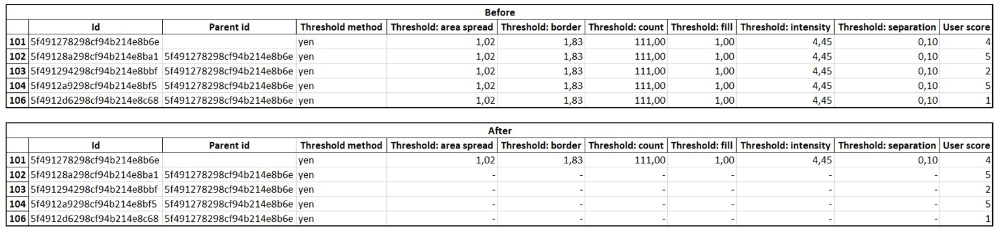 Before
Id Parent id Threshold method Threshold: area spread Threshold: border Threshold: count Threshold: fill Threshold: intensity Threshold: separation User score
101 5f491278298cf94b214e8b6e yen 1,02 1,83 111,00 1,00 4,45 0,10 4
102 5f49128a298cf94b214e8ba1 5f491278298cf94b214e8b6e yen 1,02 1,83 111,00 1,00 4,45 0,10 5
103 5f491294298cf94b214e8bbf 5f491278298cf94b214e8b6e yen 1,02 1,83 111,00 1,00 4,45 0,10 2
104 5f4912a9298cf94b214e8bf5 5f491278298cf94b214e8b6e yen 1,02 1,83 111,00 1,00 4,45 0,10 5
106 5f4912d6298cf94b214e8c68 5f491278298cf94b214e8b6e yen 1,02 1,83 111,00 1,00 4,45 0,10 1
After
Id Parent id Threshold method Threshold: area spread Threshold: border Threshold: count Threshold: fill Threshold: intensity Threshold: separation User score
101 5f491278298cf94b214e8b6e yen 1,02 1,83 111,00 1,00 4,45 0,10 4
102 5f49128a298cf94b214e8ba1 5f491278298cf94b214e8b6e yen - - - - - - 5
103 5f491294298cf94b214e8bbf 5f491278298cf94b214e8b6e yen - - - - - - 2
104 5f4912a9298cf94b214e8bf5 5f491278298cf94b214e8b6e yen - - - - - - 5
106 5f4912d6298cf94b214e8c68 5f491278298cf94b214e8b6e yen - - - - - - 1